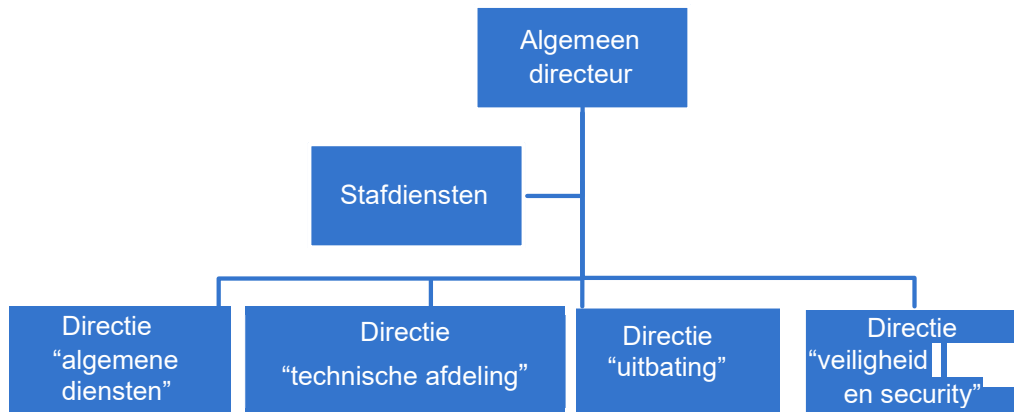 Algemeen
directeur
Stafdiensten
Directie
“algemene
diensten”
Directie
“technische afdeling”
Directie
“uitbating”
Directie
“veiligheid
en security”